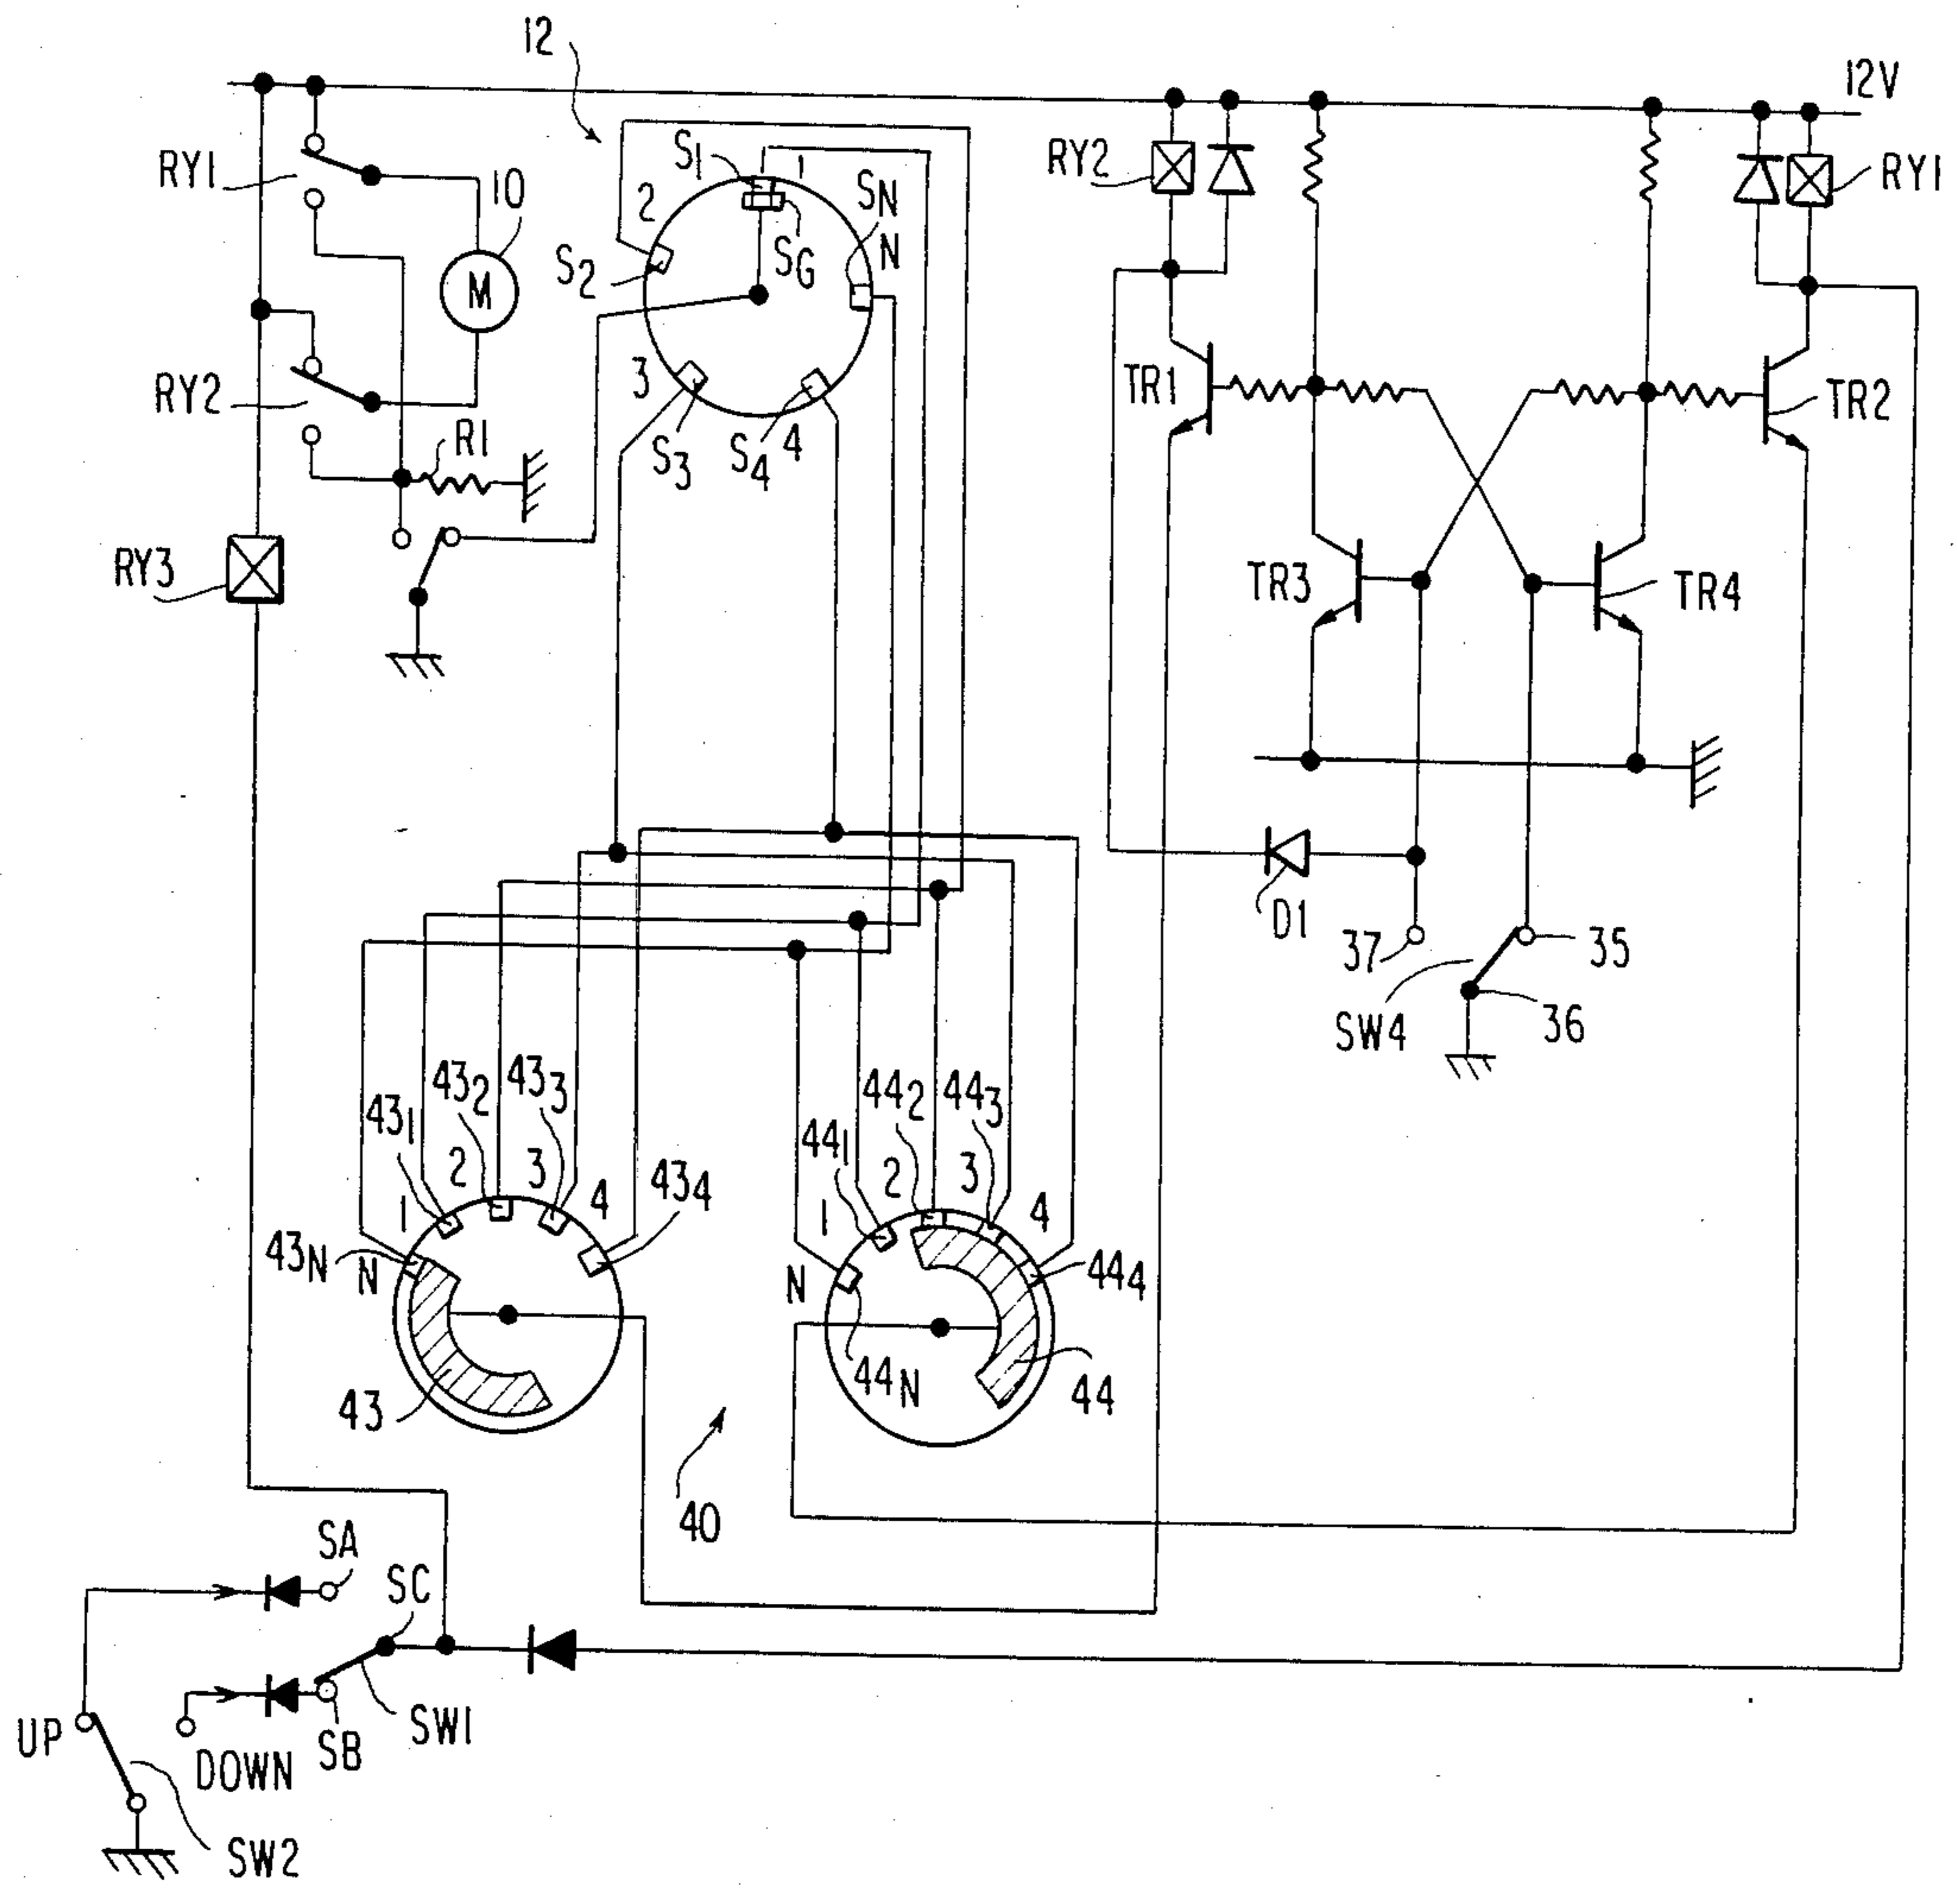 12
12V
RY1
10
M
S1
1
SN
N
2
S2
SG
3
S3
S4
4
RY2
R1
RY3
RY2
RY1
TR1
TR2
TR3
TR4
D1
37
35
SW4
36
431
432
433
434
43N
N
1
2
3
4
43
441
442
443
444
44N
N
1
2
3
4
44
40
SA
SC
SB
SW1
UP
DOWN
SW2